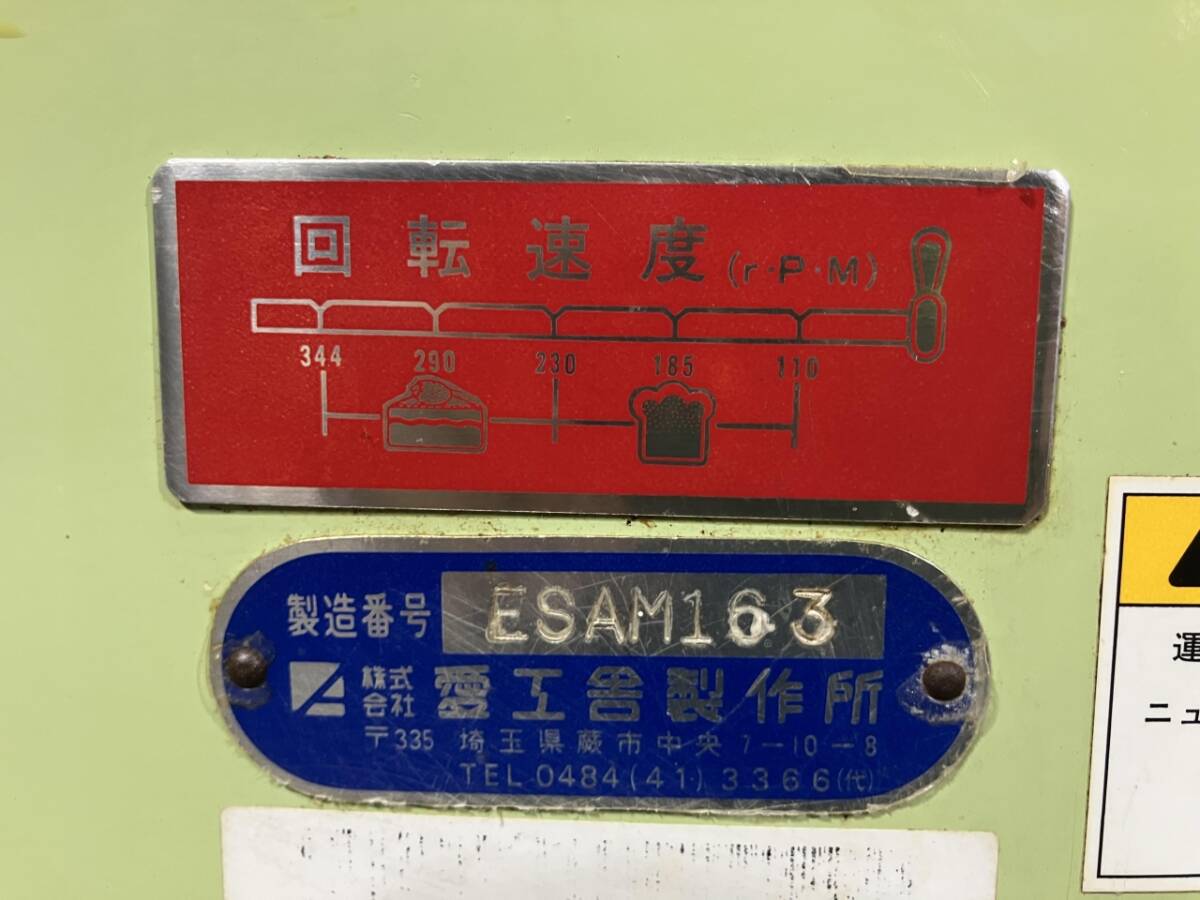 回転速度(r·P·M)
344 290 230 185 110
製造番号 ESAM163
株式会社 愛工舎製作所
〒335 埼玉県蕨市中央7-10-8
TEL 0484(41)3366(代)
運
ニュ